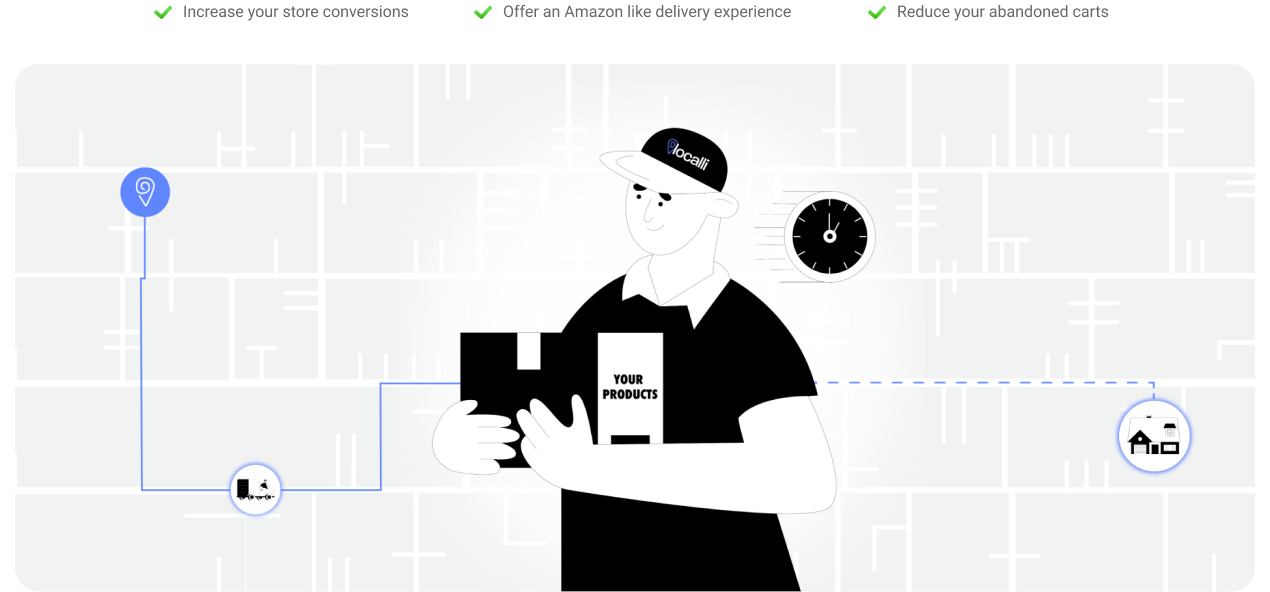 Increase your store conversions
Offer an Amazon like delivery experience
Reduce your abandoned carts
localli
YOUR
PRODUCTS